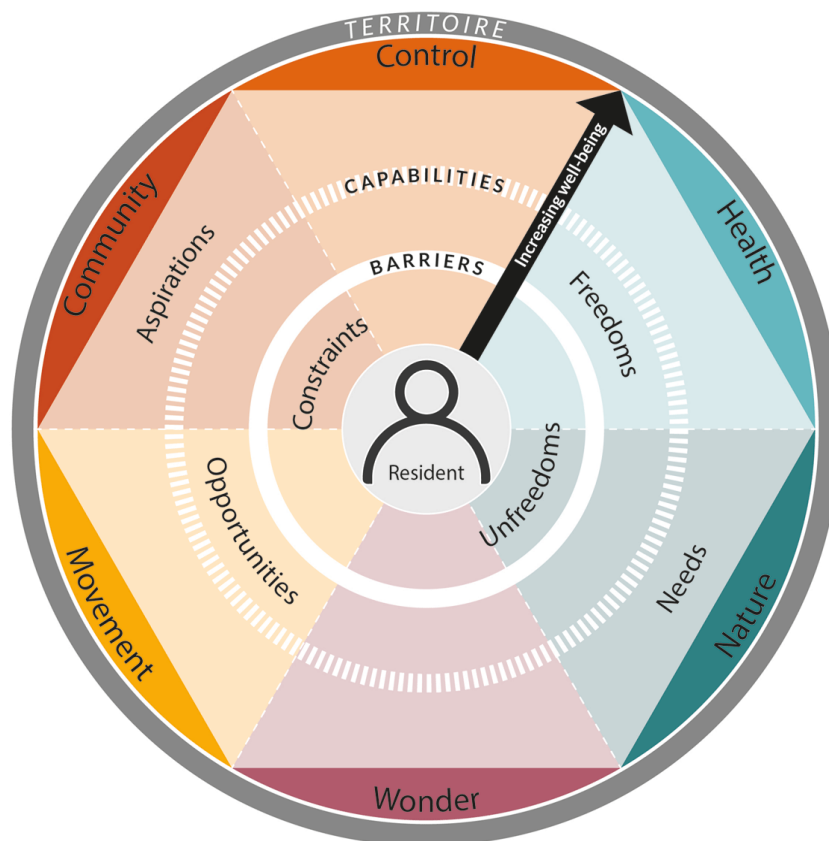 TERRITOIRE
Control
Community
Health
CAPABILITIES
Increasing well-being
Aspirations
BARRIERS
Freedoms
Constraints
Resident
Unfreedoms
Opportunities
Needs
Movement
Nature
Wonder